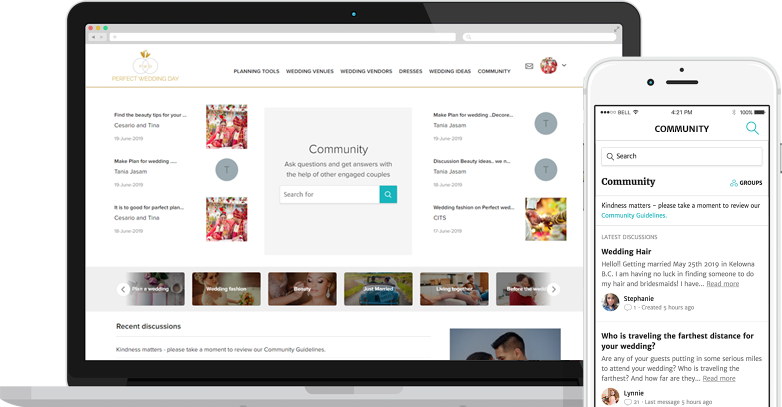 PERFECT WEDDING DAY
PLANNING TOOLS WEDDING VENUES WEDDING VENDORS DRESSES WEDDING IDEAS COMMUNITY
Find the beauty tips for your ...
Cesario and Tina
19-June 2019
Make Plan for wedding .....
Tania Jasam
19-June 2019
It is to good for perfect plan...
Cesario and Tina
19-June 2019
Community
Ask questions and get answers with
the help of other engaged couples
Search for
Make Plan for wedding ..Decore...
Tania Jasam
19-June 2019
T
Discussion Beauty ideas.. we n...
Tania Jasam
18-June 2019
T
Wedding fashion on Perfect wed...
CITS
17-June 2019
T
Plan a wedding
Wedding fashion
Beauty
Just Married
Living together
Before the
Recent discussions
Kindness matters - please take a moment to review our Community Guidelines.
BELL 4:21 PM 100%
COMMUNITY
Search
Community GROUPS
Kindness matters – please take a moment to review our
Community Guidelines.
LATEST DISCUSSIONS
Wedding Hair
Hello!! Getting married May 25th 2019 in Kelowna
B.C. I am having no luck in finding someone to do
my hair and bridesmaids! I have... Read more
Stephanie
1 · Created 5 hours ago
Who is traveling the farthest distance for
your wedding?
Are any of your guests putting in some serious miles
to attend your wedding? Who is traveling the
farthest? And how far are they... Read more
Lynnie
21 · Last message 5 hours ago